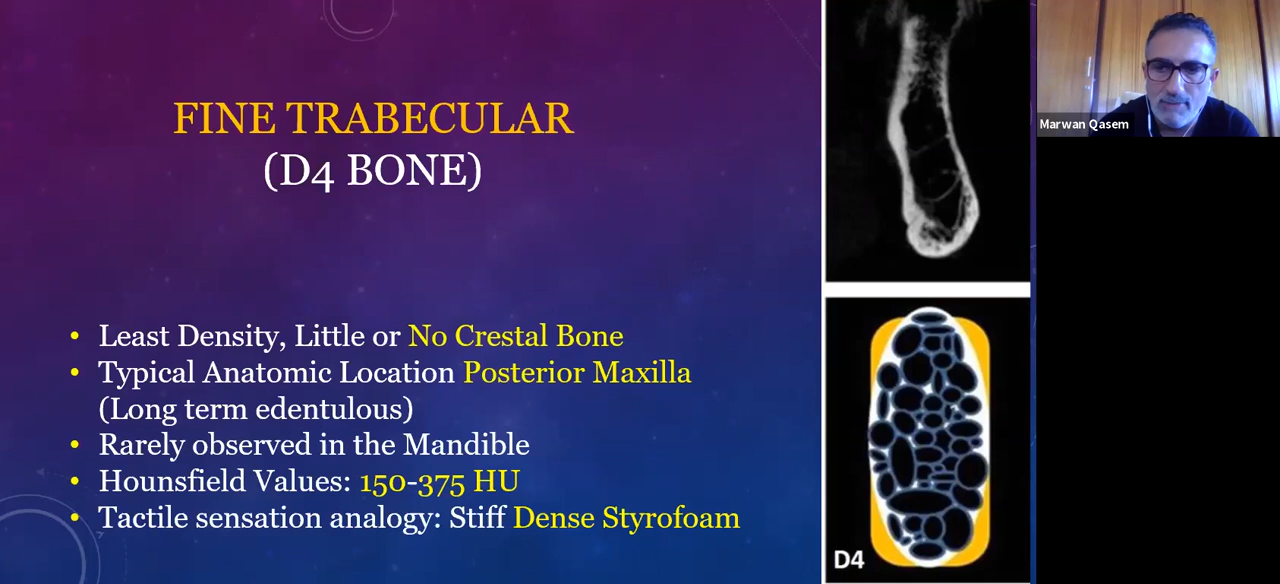 FINE TRABECULAR
(D4 BONE)
• Least Density, Little or No Crestal Bone
• Typical Anatomic Location Posterior Maxilla
(Long term edentulous)
• Rarely observed in the Mandible
• Hounsfield Values: 150-375 HU
• Tactile sensation analogy: Stiff Dense Styrofoam
D4
Marwan Qasem